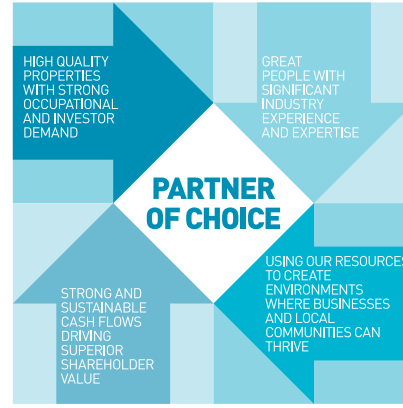 HIGH QUALITY
PROPERTIES
WITH STRONG
OCCUPATIONAL
AND INVESTOR
DEMAND
GREAT
PEOPLE WITH
SIGNIFICANT
INDUSTRY
EXPERIENCE
AND EXPERTISE
PARTNER
OF CHOICE
STRONG AND
SUSTAINABLE
CASH FLOWS
DRIVING
SUPERIOR
SHAREHOLDER
VALUE
USING OUR RESOURCES
TO CREATE
ENVIRONMENTS
WHERE BUSINESSES
AND LOCAL
COMMUNITIES CAN
THRIVE